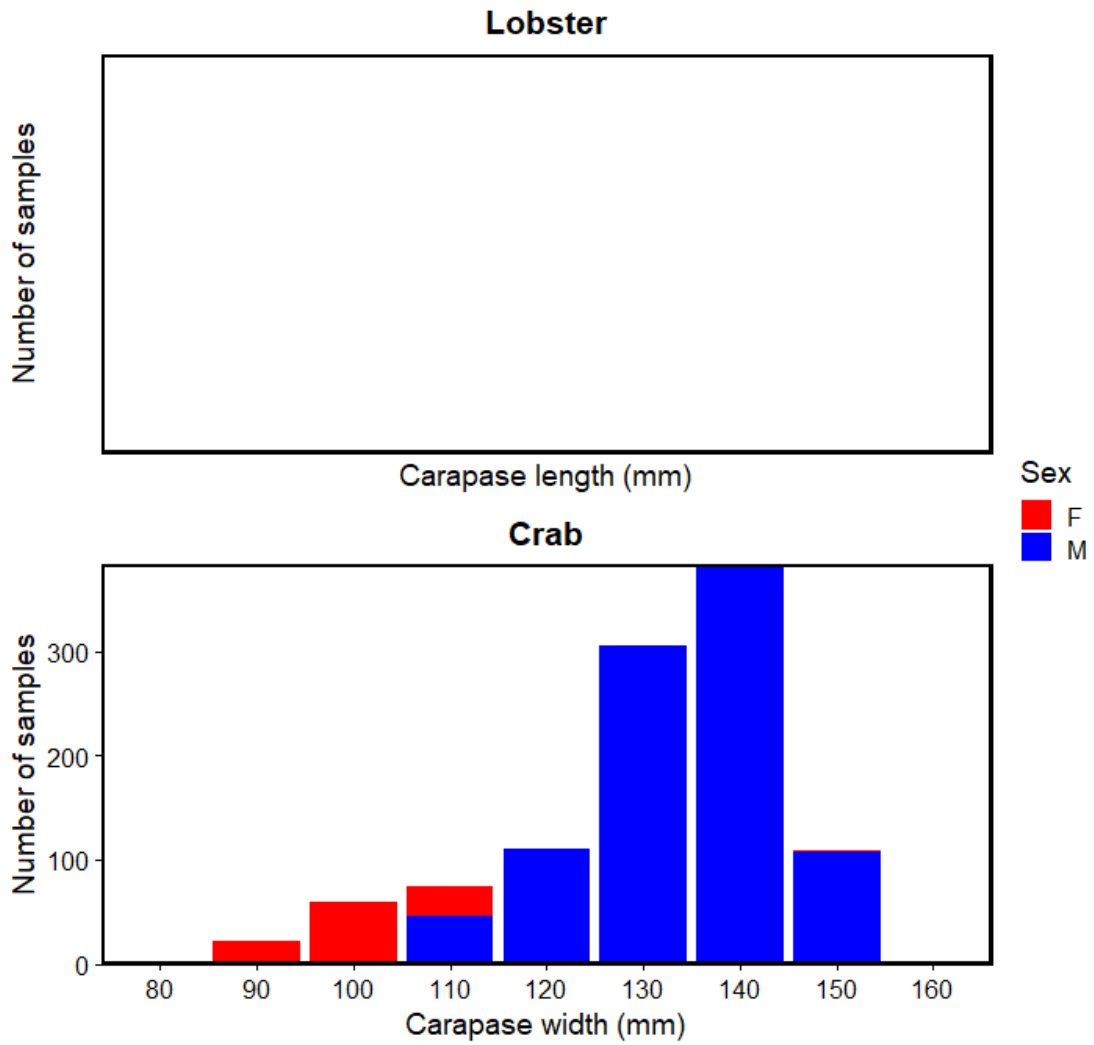 Lobster
Number of samples
Carapase length (mm)
Sex
F
M
Crab
Number of samples
300
200
100
0
80 90 100 110 120 130 140 150 160
Carapase width (mm)